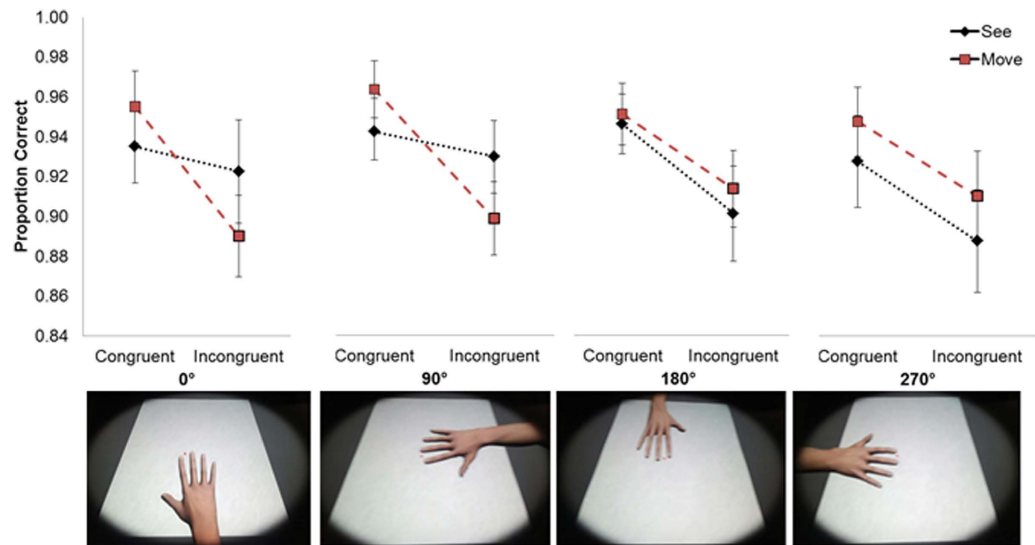 1.00
0.98
0.96
0.94
0.92
0.90
0.88
0.86
0.84
Proportion Correct
See
Move
Congruent Incongruent
0°
Congruent Incongruent
90°
Congruent Incongruent
180°
Congruent Incongruent
270°